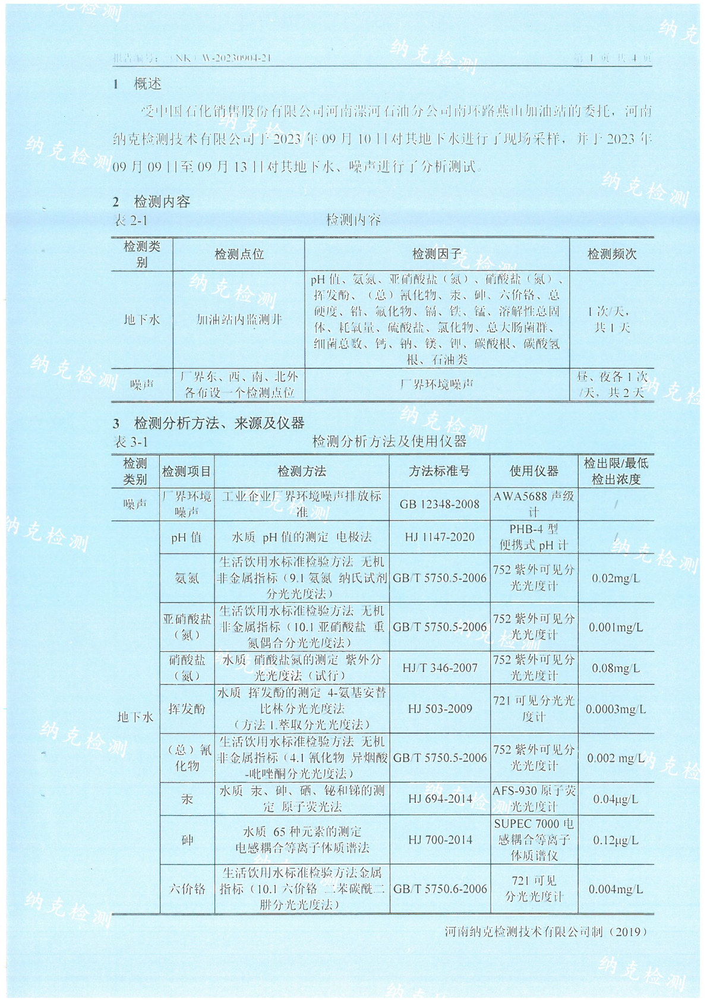 报告编号：（NK）W-20230904-21 第 1 页 共 4 页
1 概述
受中国石化销售股份有限公司河南漯河石油分公司南环路燕山加油站的委托，河南
纳克检测技术有限公司于 2023 年 09 月 10 日对其地下水进行了现场采样，并于 2023 年
09 月 09 日至 09 月 13 日对其地下水、噪声进行了分析测试。
2 检测内容
表 2-1 检测内容
检测类
别
检测点位
检测因子
检测频次
地下水
加油站内监测井
pH 值、氨氮、亚硝酸盐（氮）、硝酸盐（氮）、
挥发酚、（总）氰化物、汞、砷、六价铬、总
硬度、铅、氟化物、镉、铁、锰、溶解性总固
体、耗氧量、硫酸盐、氯化物、总大肠菌群、
细菌总数、钙、钠、镁、钾、碳酸根、碳酸氢
根、石油类
1 次/天，
共 1 天
噪声
厂界东、西、南、北外
各布设一个检测点位
厂界环境噪声
昼、夜各 1 次
/天，共 2 天
3 检测分析方法、来源及仪器
表 3-1 检测分析方法及使用仪器
检测
类别
检测项目
检测方法
方法标准号
使用仪器
检出限/最低
检出浓度
噪声
厂界环境
噪声
工业企业厂界环境噪声排放标
准
GB 12348-2008
AWA5688 声级
计
/
地下水
pH 值
水质 pH 值的测定 电极法
HJ 1147-2020
PHB-4 型
便携式 pH 计
/
氨氮
生活饮用水标准检验方法 无机
非金属指标（9.1 氨氮 纳氏试剂
分光光度法）
GB/T 5750.5-2006
752 紫外可见分
光光度计
0.02mg/L
亚硝酸盐
（氮）
生活饮用水标准检验方法 无机
非金属指标（10.1 亚硝酸盐 重
氮偶合分光光度法）
GB/T 5750.5-2006
752 紫外可见分
光光度计
0.001mg/L
硝酸盐
（氮）
水质 硝酸盐氮的测定 紫外分
光光度法（试行）
HJ/T 346-2007
752 紫外可见分
光光度计
0.08mg/L
挥发酚
水质 挥发酚的测定 4-氨基安替
比林分光光度法
（方法 1.萃取分光光度法）
HJ 503-2009
721 可见分光光
度计
0.0003mg/L
（总）氰
化物
生活饮用水标准检验方法 无机
非金属指标（4.1 氰化物 异烟酸
-吡唑酮分光光度法）
GB/T 5750.5-2006
752 紫外可见分
光光度计
0.002 mg/L
汞
水质 汞、砷、硒、铋和锑的测
定 原子荧光法
HJ 694-2014
AFS-930 原子荧
光光度计
0.04μg/L
砷
水质 65 种元素的测定
电感耦合等离子体质谱法
HJ 700-2014
SUPEC 7000 电
感耦合等离子
体质谱仪
0.12μg/L
六价铬
生活饮用水标准检验方法金属
指标（10.1 六价铬 二苯碳酰二
肼分光光度法）
GB/T 5750.6-2006
721 可见
分光光度计
0.004mg/L
河南纳克检测技术有限公司制（2019）
纳克检测